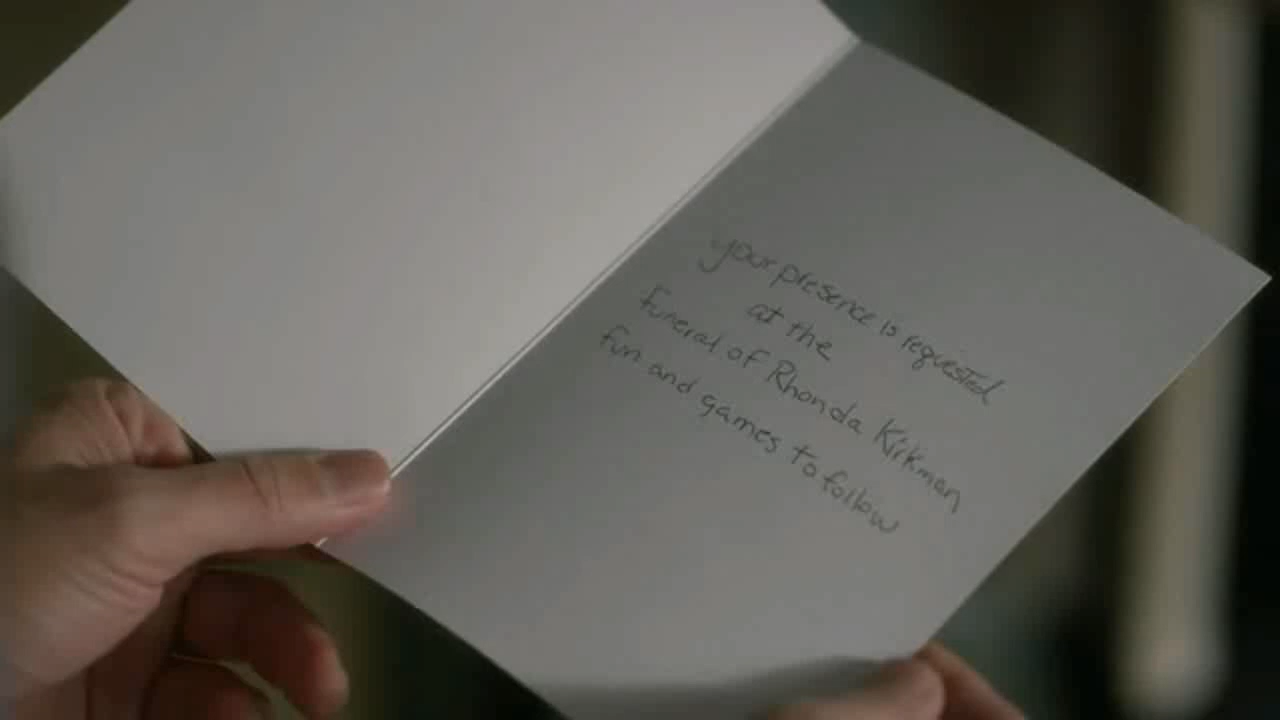 your presence is requested
at the
funeral of Rhonda Kirkman
fun and games to follow